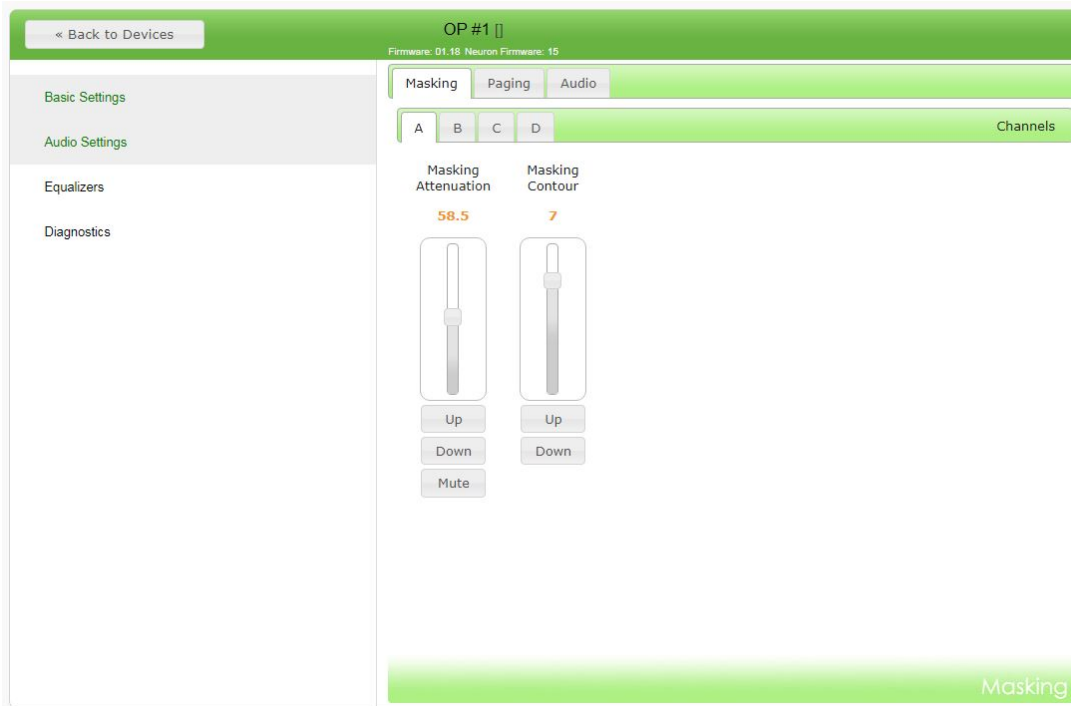 « Back to Devices
OP #1 []
Firmware: 01.18 Neuron Firmware: 15
Basic Settings
Audio Settings
Equalizers
Diagnostics
Masking Paging Audio
A B C D Channels
Masking Attenuation
Masking Contour
58.5 7
Up Up
Down Down
Mute
Masking